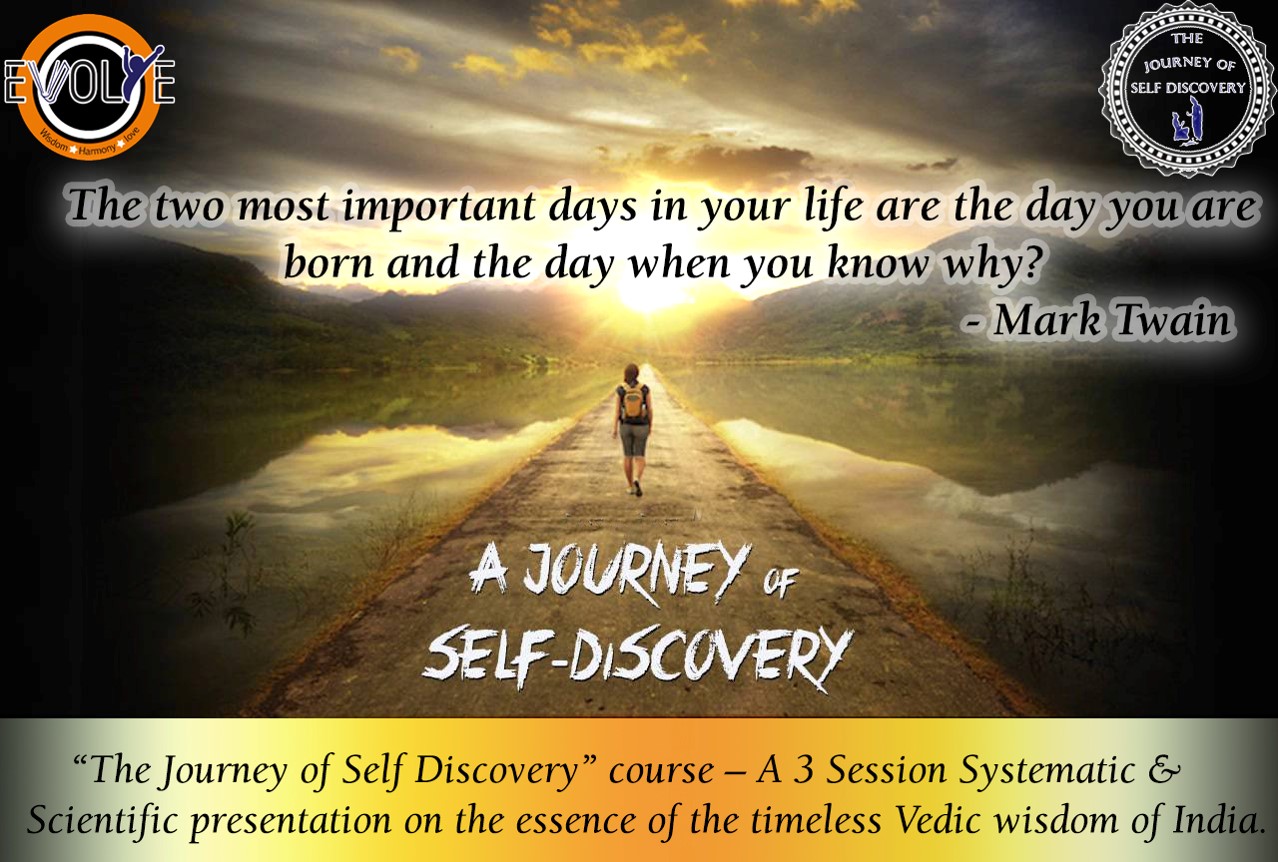 EVOLVE
Wisdom ★ Harmony ★ love
THE
JOURNEY OF
SELF DISCOVERY
The two most important days in your life are the day you are
born and the day when you know why?
- Mark Twain
A JOURNEY OF
SELF-DiSCOVERY
“The Journey of Self Discovery” course – A 3 Session Systematic &
Scientific presentation on the essence of the timeless Vedic wisdom of India.